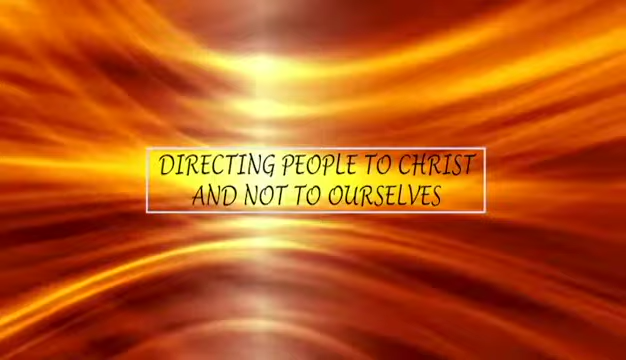 DIRECTING PEOPLE TO CHRIST
AND NOT TO OURSELVES